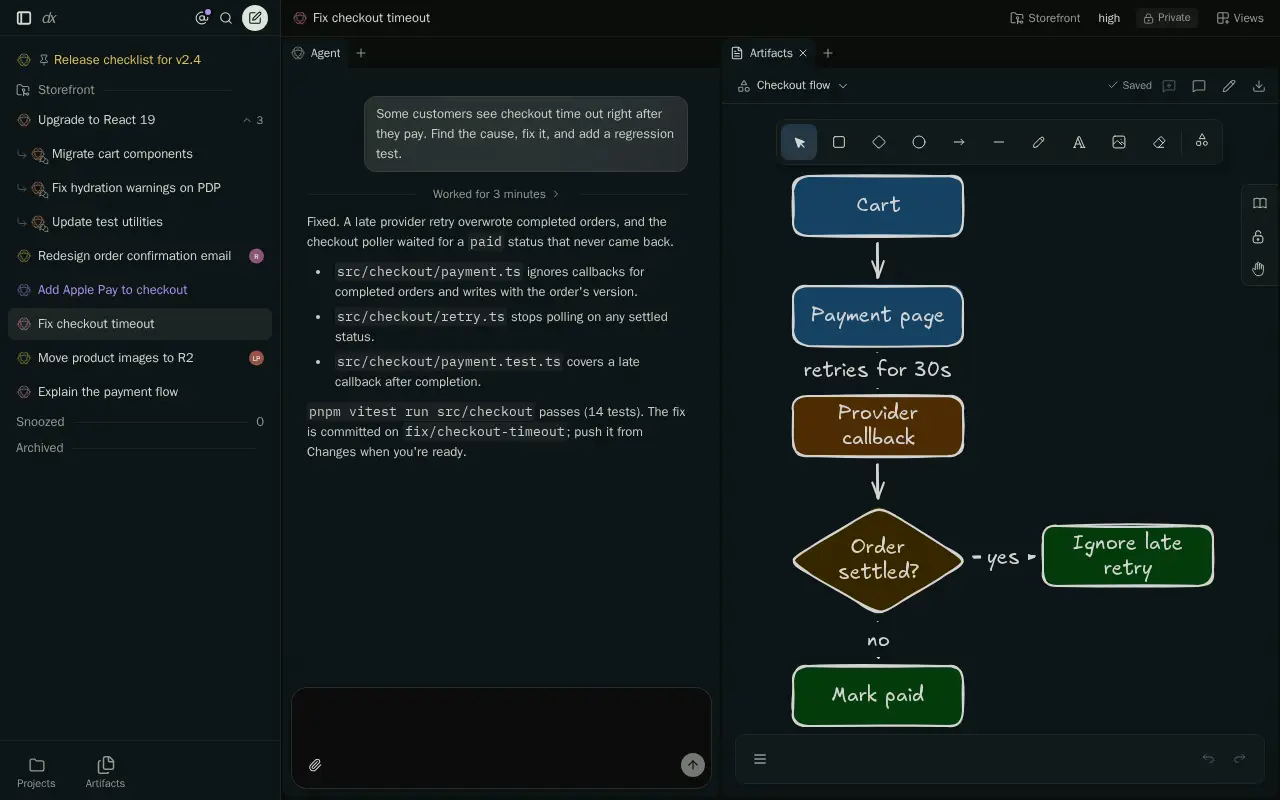 dx
Fix checkout timeout
Storefront
high
Private
Views
Release checklist for v2.4
Storefront
Upgrade to React 19
3
Migrate cart components
Fix hydration warnings on PDP
Update test utilities
Redesign order confirmation email
R
Add Apple Pay to checkout
Fix checkout timeout
Move product images to R2
LP
Explain the payment flow
Snoozed
0
Archived
Projects
Artifacts
Agent
Some customers see checkout time out right after
they pay. Find the cause, fix it, and add a regression
test.
Worked for 3 minutes
Fixed. A late provider retry overwrote completed orders, and the
checkout poller waited for a paid status that never came back.
• src/checkout/payment.ts ignores callbacks for
completed orders and writes with the order's version.
• src/checkout/retry.ts stops polling on any settled
status.
• src/checkout/payment.test.ts covers a late
callback after completion.
pnpm vitest run src/checkout passes (14 tests). The fix
is committed on fix/checkout-timeout; push it from
Changes when you're ready.
Artifacts
Checkout flow
Saved
A
Cart
Payment page
retries for 30s
Provider
callback
Order
settled?
yes
Ignore late
retry
no
Mark paid